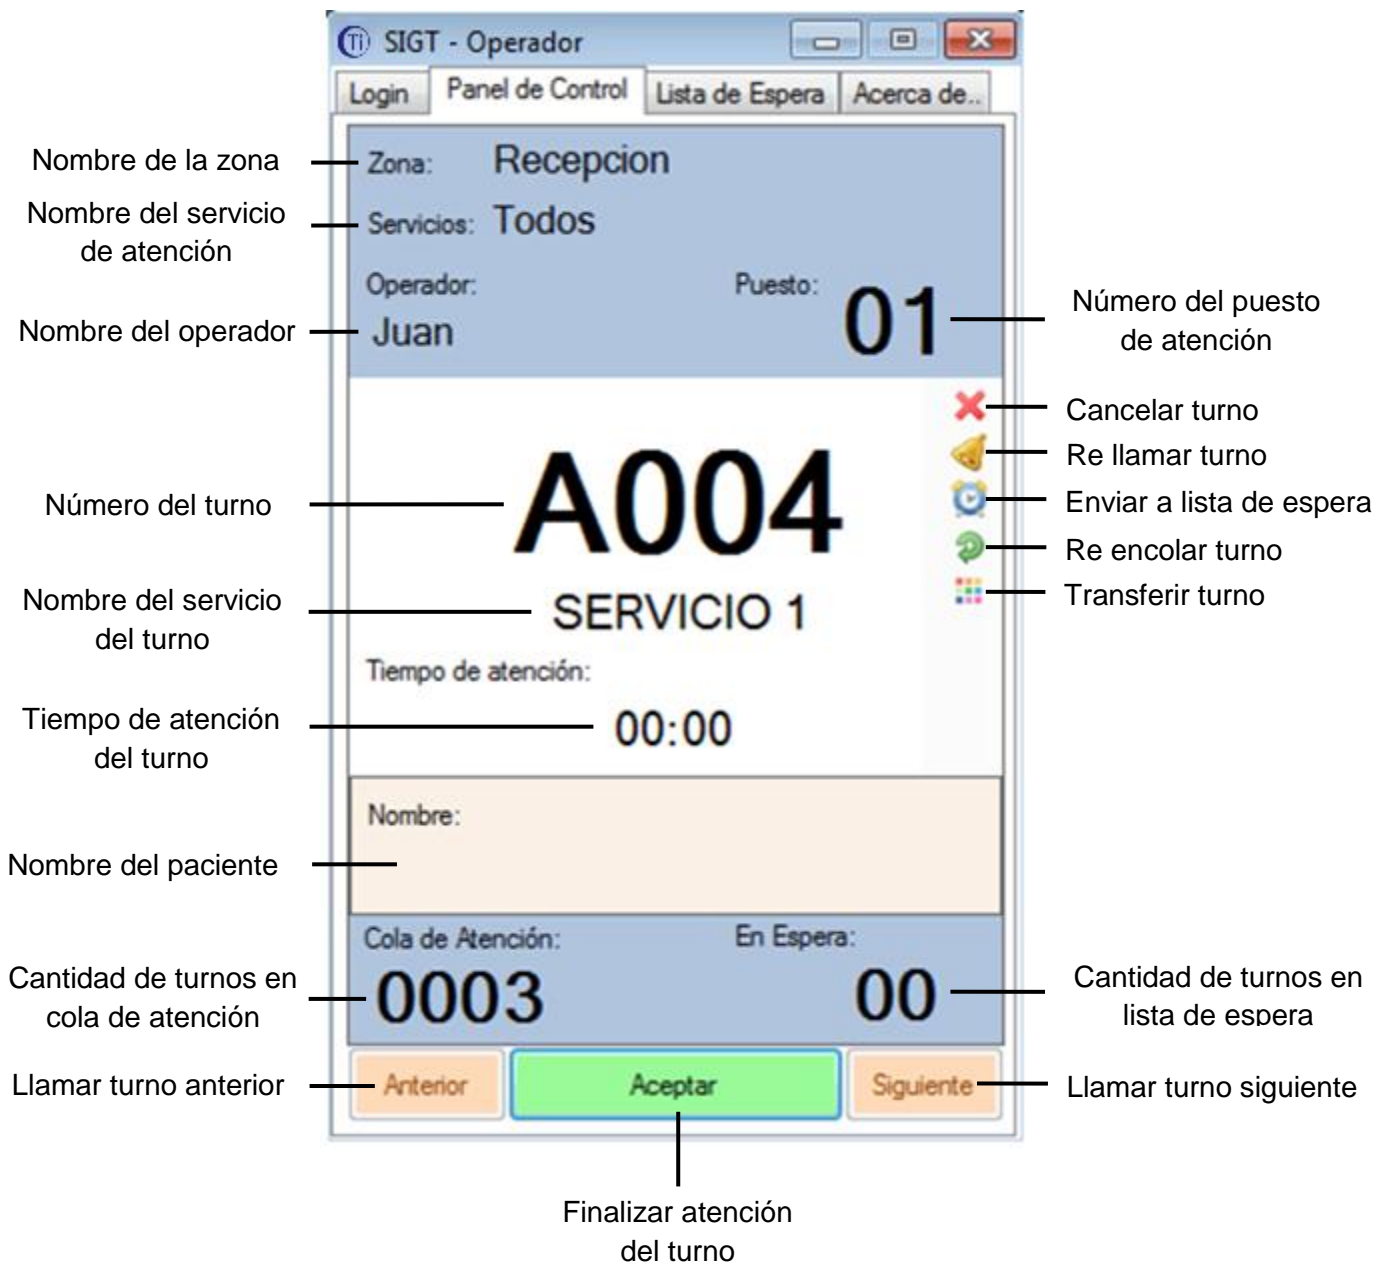 Ti SIGT - Operador
Login Panel de Control Lista de Espera Acerca de..
Nombre de la zona
Zona: Recepcion
Nombre del servicio
de atención
Servicios: Todos
Operador:
Puesto:
Nombre del operador
Juan
01
Número del puesto
de atención
Cancelar turno
Re llamar turno
Enviar a lista de espera
Re encolar turno
Transferir turno
Número del turno
A004
Nombre del servicio
del turno
SERVICIO 1
Tiempo de atención:
Tiempo de atención
del turno
00:00
Nombre:
Nombre del paciente
Cola de Atención:
En Espera:
Cantidad de turnos en
cola de atención
0003
00
Cantidad de turnos en
lista de espera
Llamar turno anterior
Anterior
Aceptar
Siguiente
Llamar turno siguiente
Finalizar atención
del turno